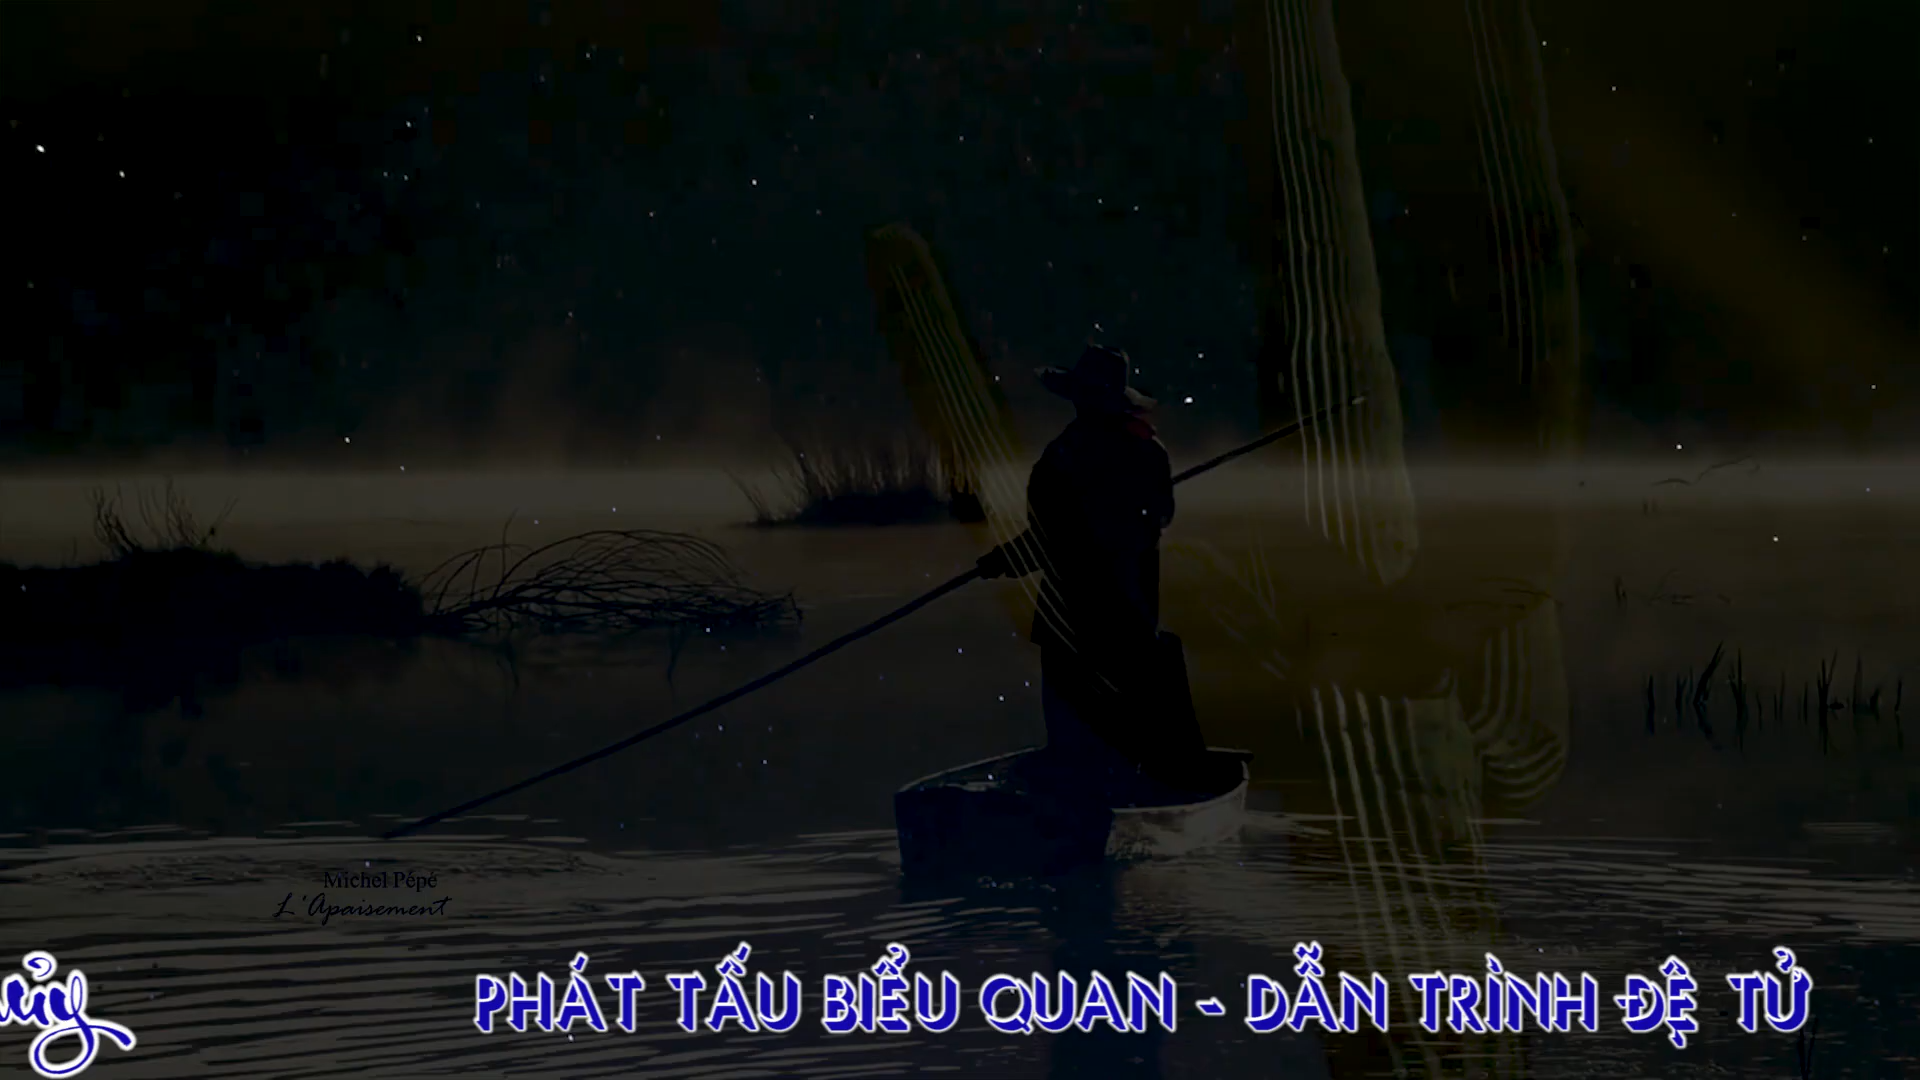 Michel Pépé
L'Apaisement
PHÁT TẤU BIỂU QUAN - DẪN TRÌNH ĐỆ TỬ